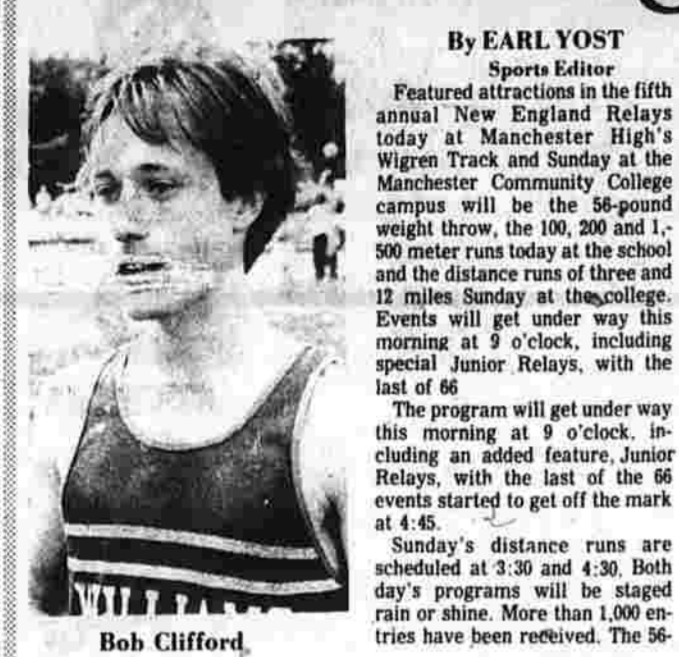 By EARL YOST
Sports Editor
Featured attractions in the fifth
annual New England Relays
today at Manchester High's
Wigren Track and Sunday at the
Manchester Community College
campus will be the 56-pound
weight throw, the 100, 200 and 1,-
500 meter runs today at the school
and the distance runs of three and
12 miles Sunday at the college.
Events will get under way this
morning at 9 o'clock, including
special Junior Relays, with the
last of 66
The program will get under way
this morning at 9 o'clock, in-
cluding an added feature, Junior
Relays, with the last of the 66
events started to get off the mark
at 4:45.
Sunday's distance runs are
scheduled at 3:30 and 4:30. Both
day's programs will be staged
rain or shine. More than 1,000 en-
tries have been received. The 56-
WILLIAMS
Bob Clifford